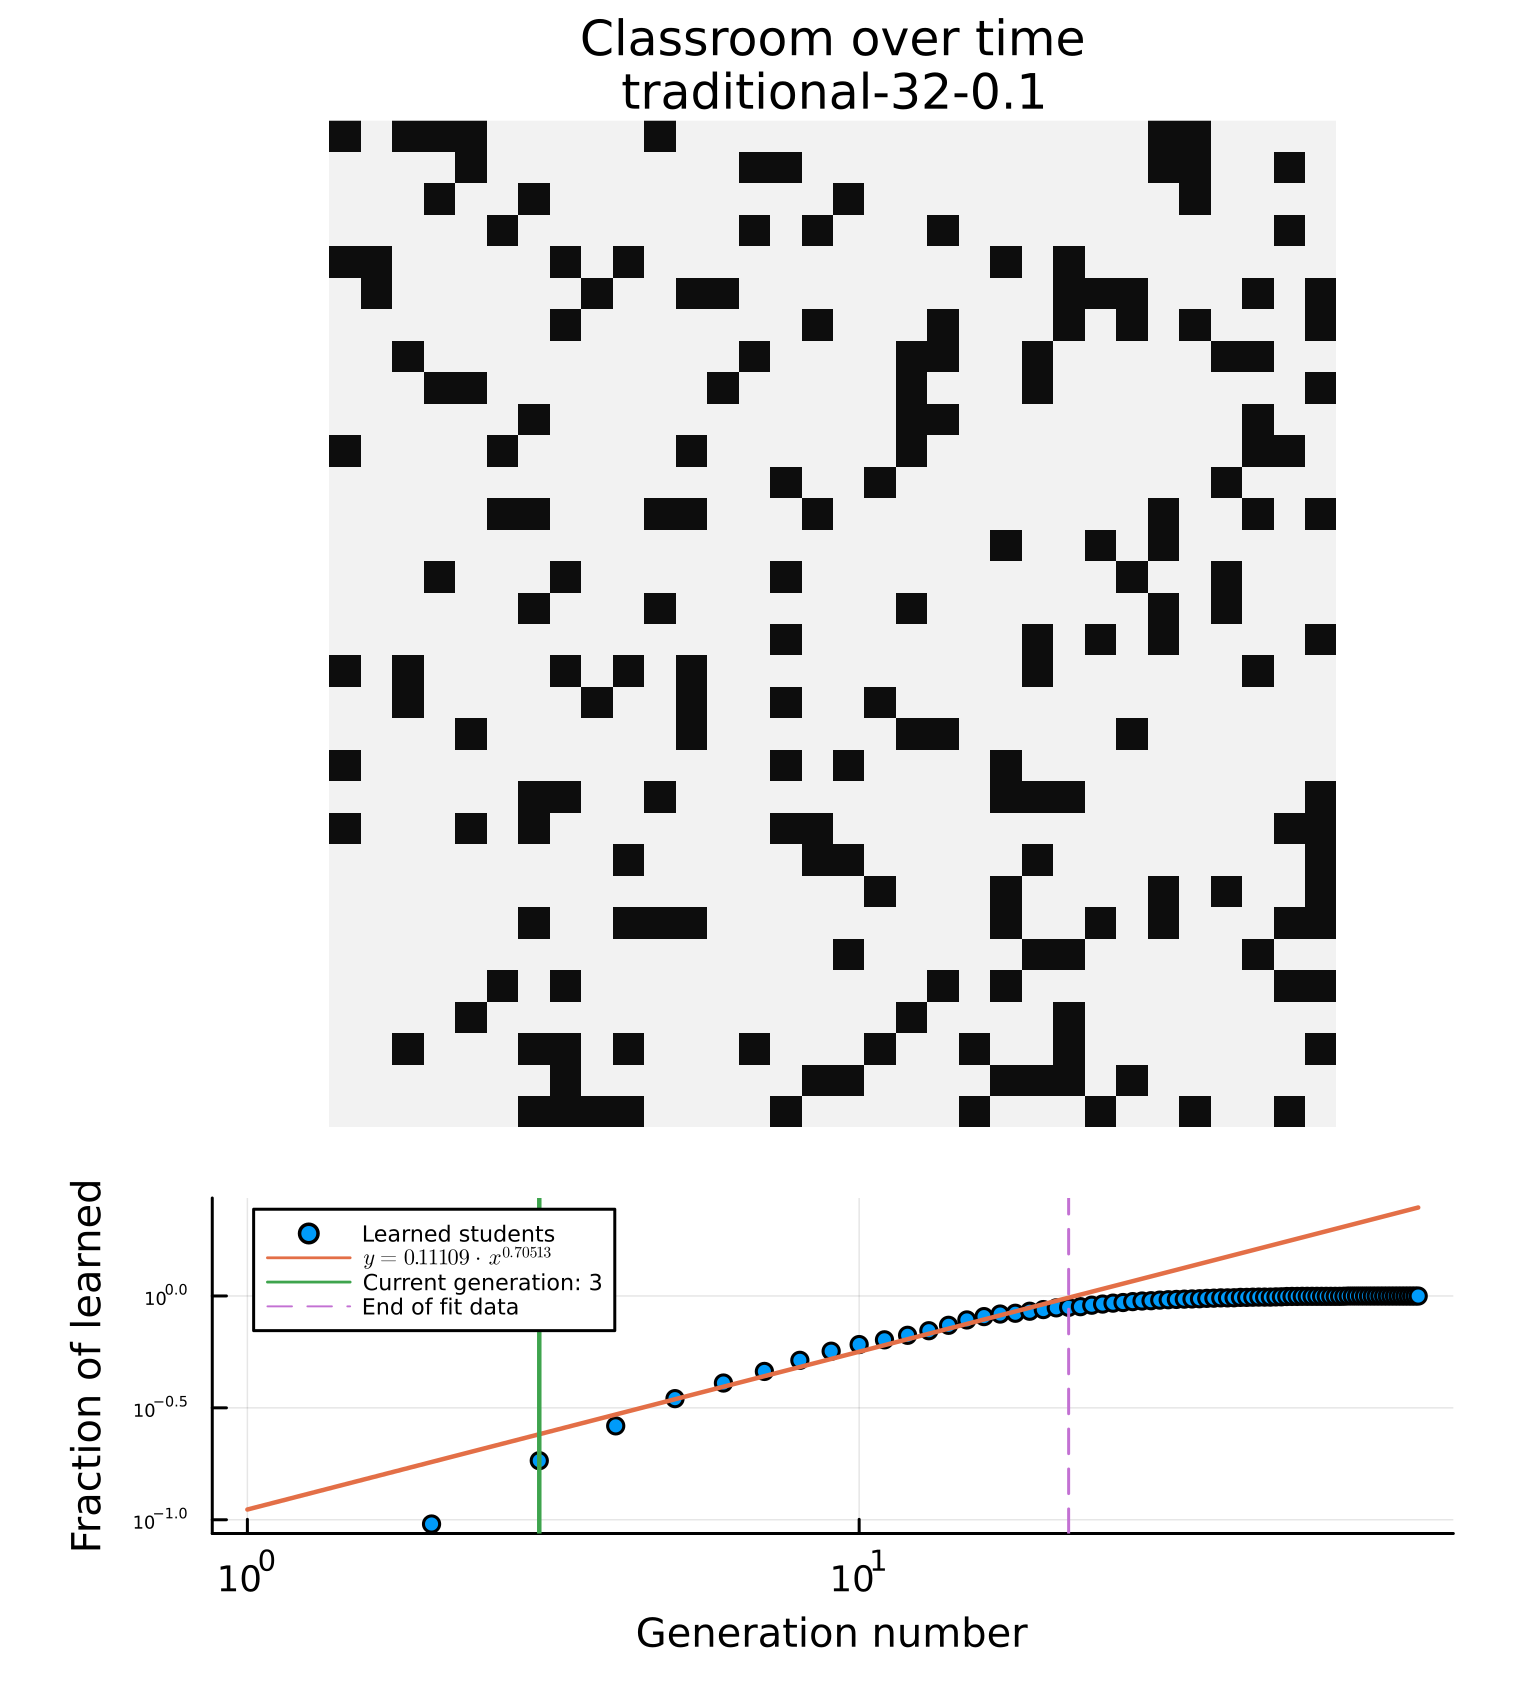 Classroom over time
traditional-32-0.1
Fraction of learned
Learned students
y = 0.11109 · x^0.70513
Current generation: 3
End of fit data
10^0.0
10^−0.5
10^−1.0
10^0
10^1
Generation number